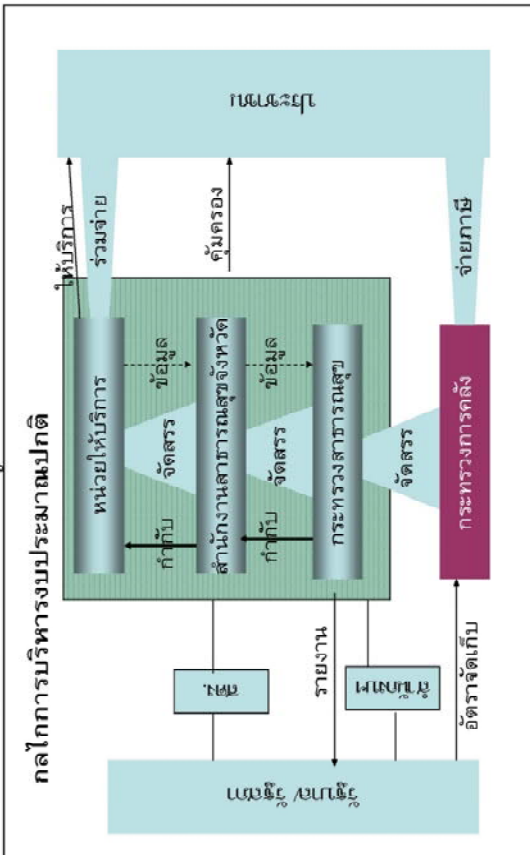 กลไกการบริหารงบประมาณปกติ
รัฐบาล/ รัฐสภา
สตง.
สำนักงบฯ
รายงาน
อัตราจัดเก็บ
หน่วยให้บริการ
กำกับ
จัดสรร
ข้อมูล
สำนักงานสาธารณสุขจังหวัด
กำกับ
จัดสรร
ข้อมูล
กระทรวงสาธารณสุข
จัดสรร
กระทรวงการคลัง
ให้บริการ
ร่วมจ่าย
คุ้มครอง
จ่ายภาษี
ประชาชน